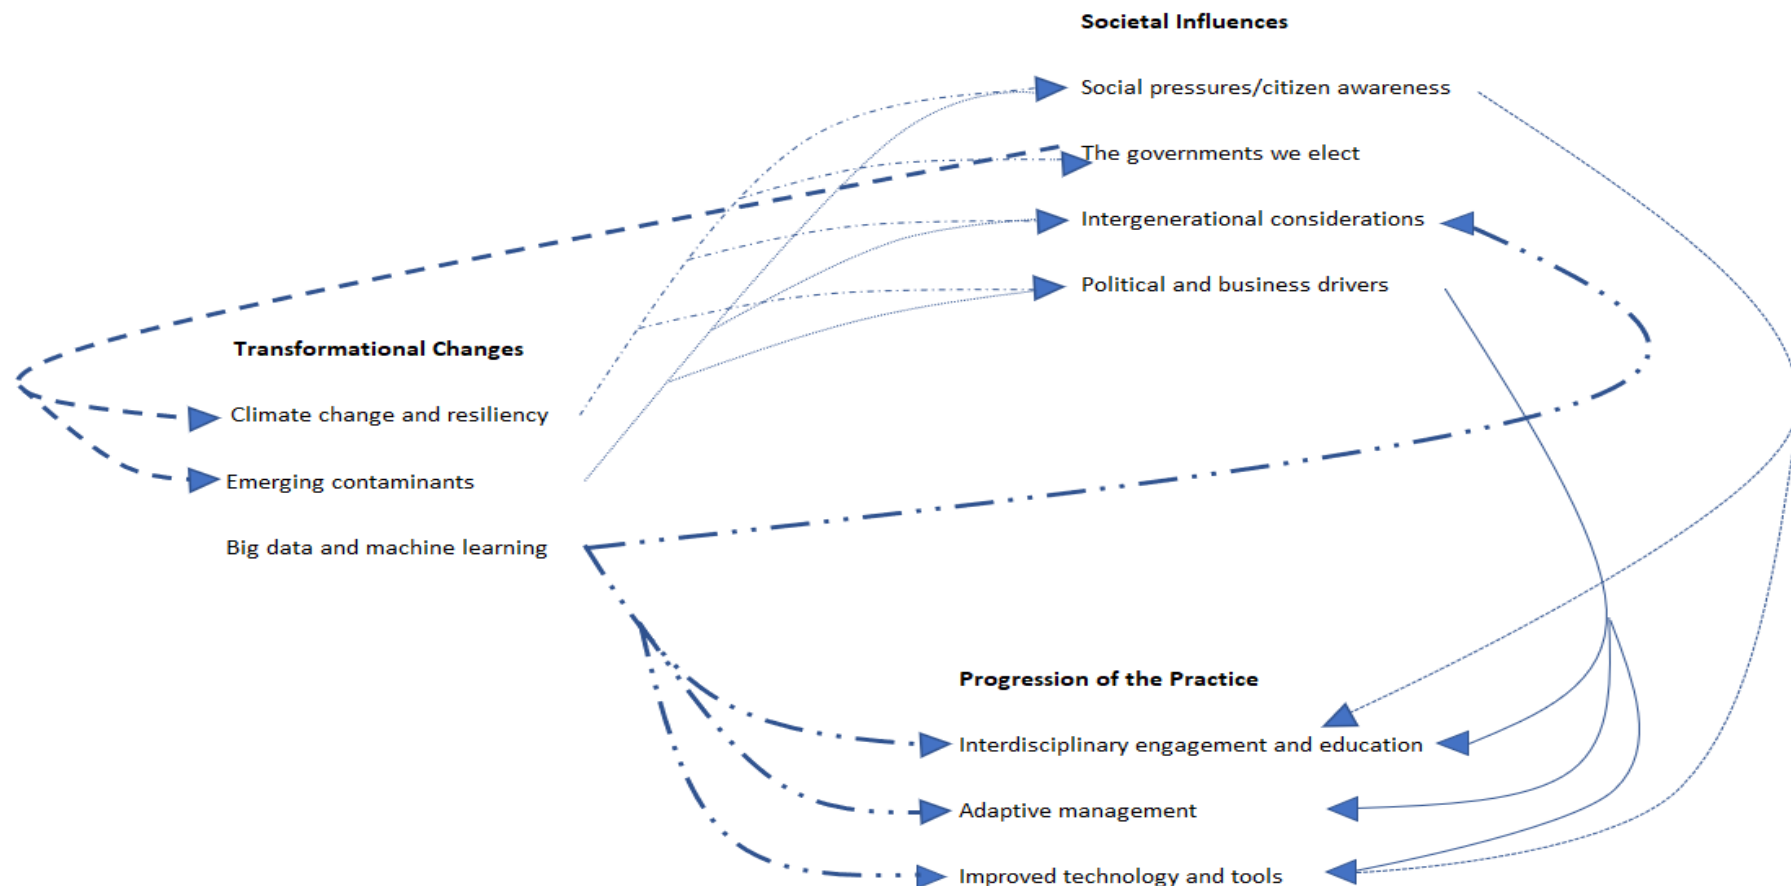 Societal Influences
Social pressures/citizen awareness
The governments we elect
Intergenerational considerations
Political and business drivers
Transformational Changes
Climate change and resiliency
Emerging contaminants
Big data and machine learning
Progression of the Practice
Interdisciplinary engagement and education
Adaptive management
Improved technology and tools